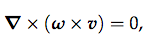 ∇ × (ω × v) = 0,